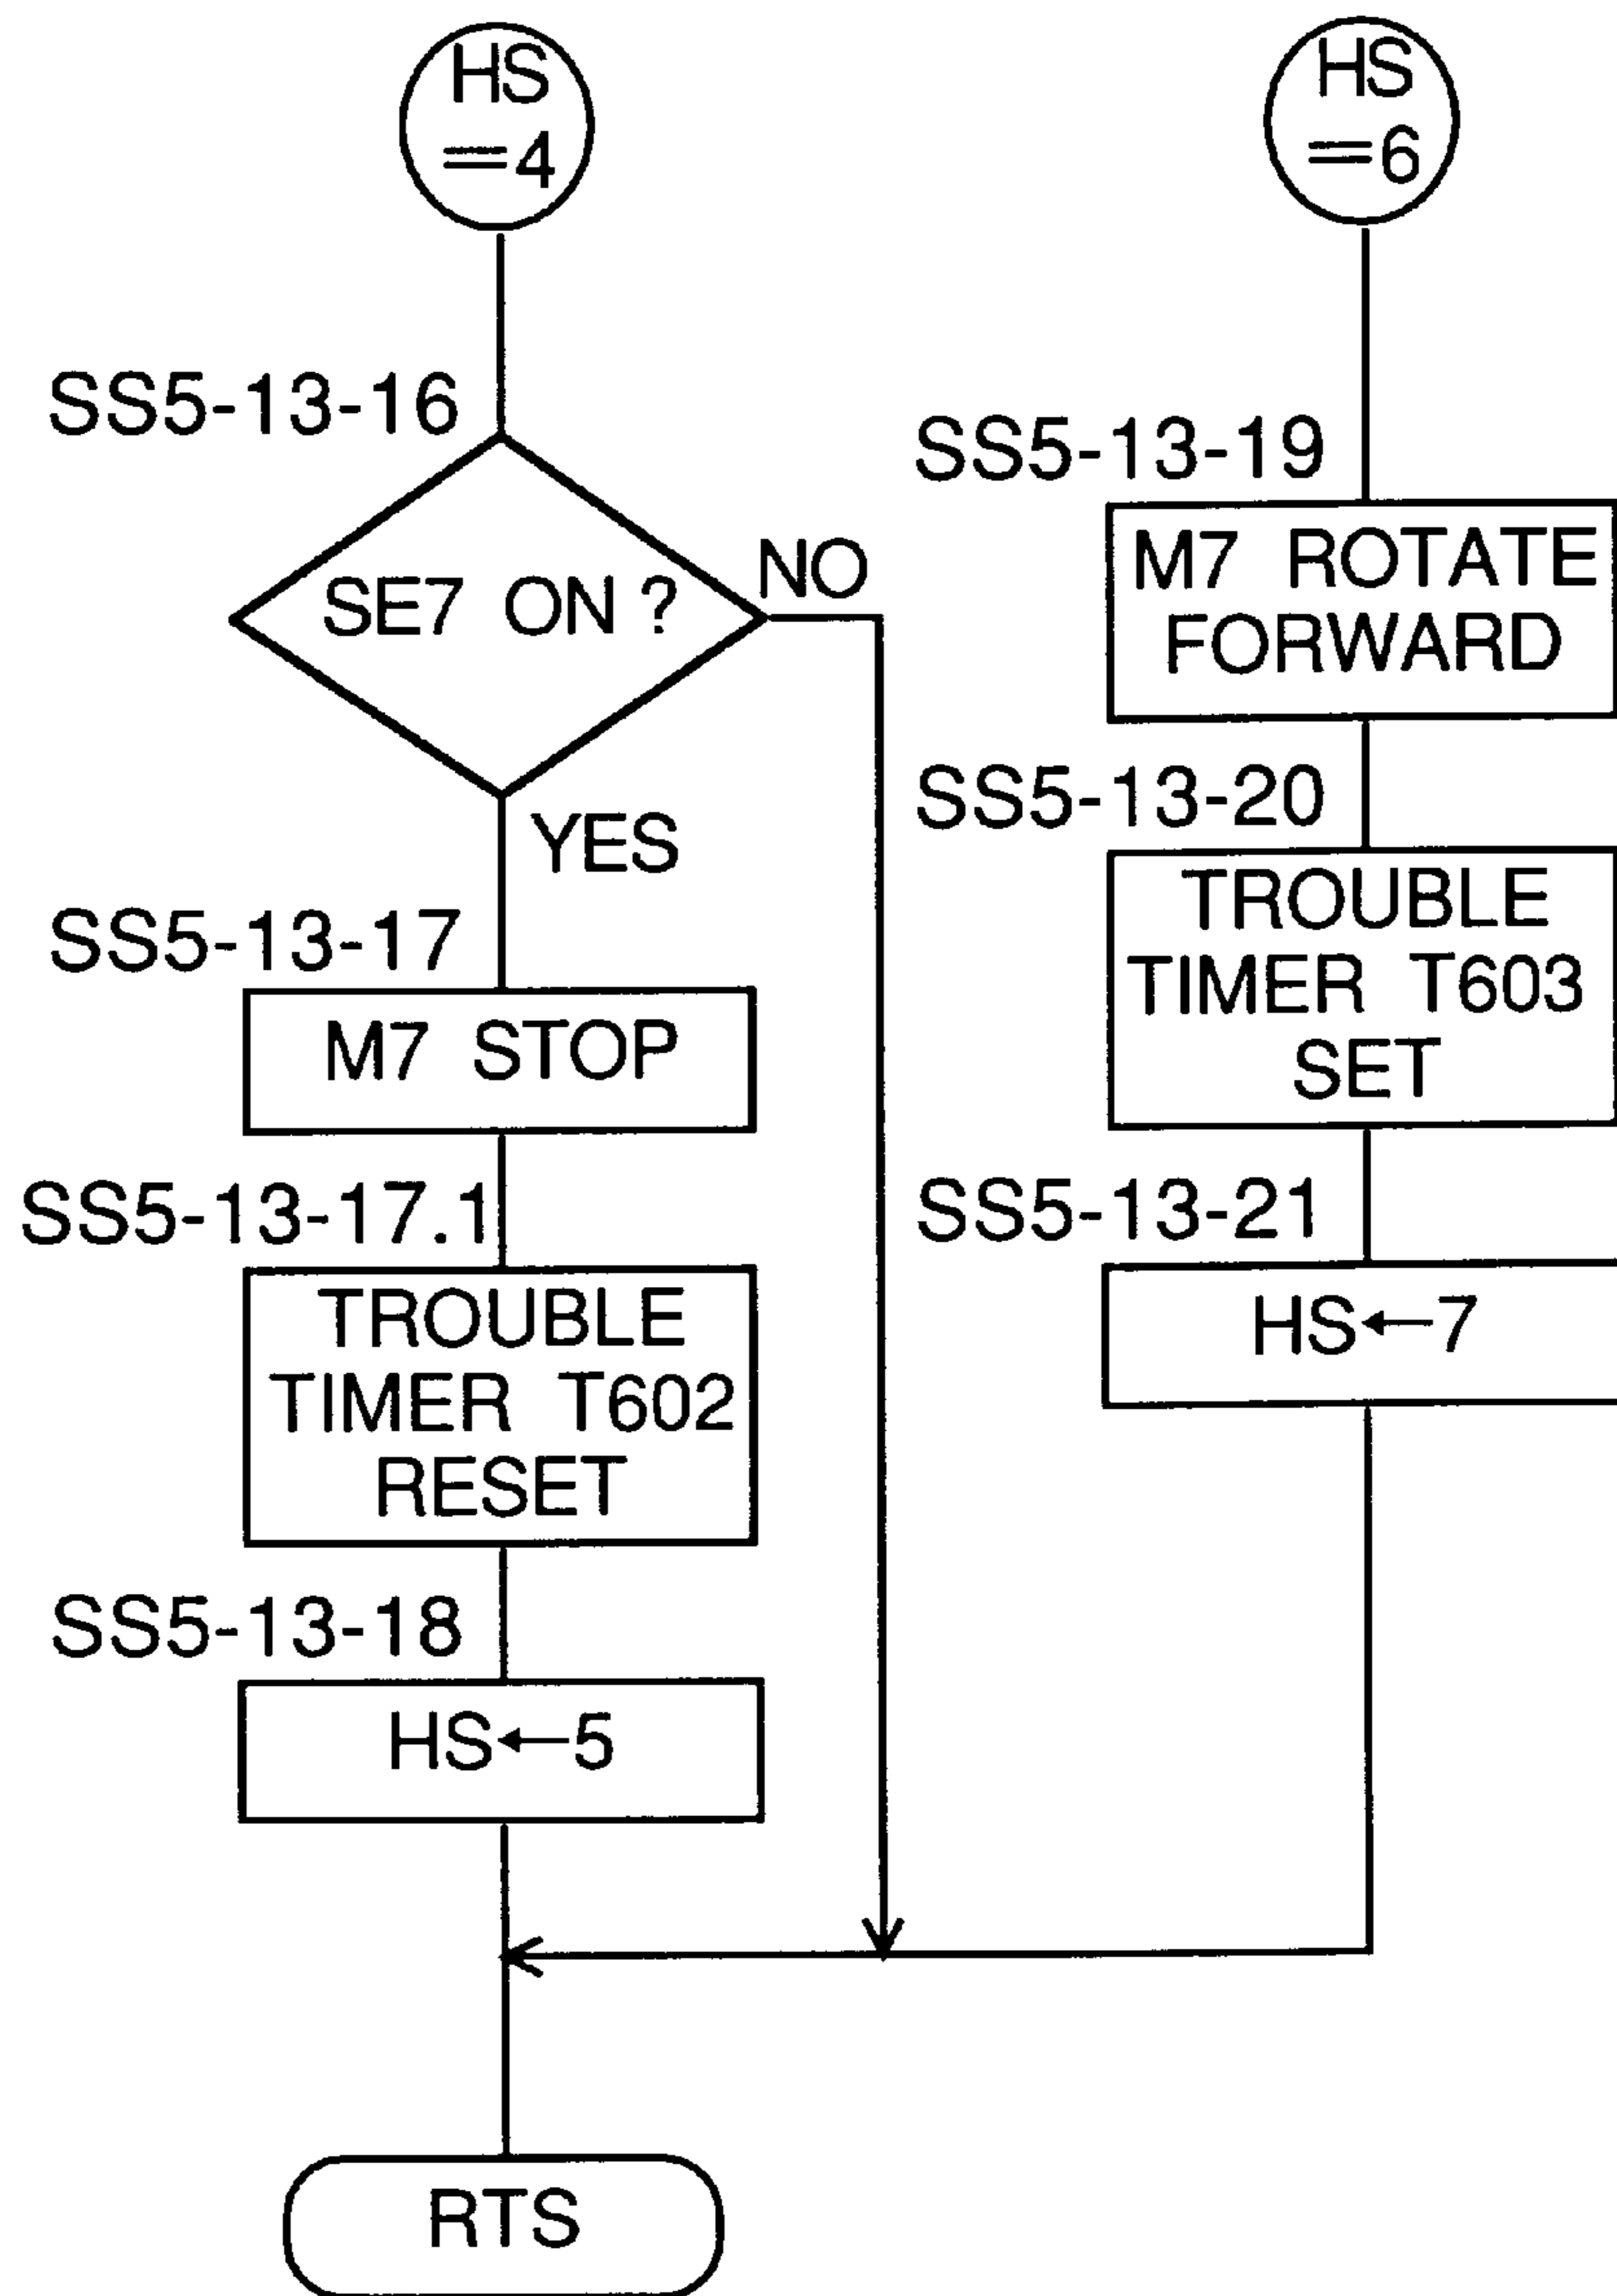 HS
=4
SS5-13-16
SE7 ON ?
NO
YES
SS5-13-17
M7 STOP
SS5-13-17.1
TROUBLE
TIMER T602
RESET
SS5-13-18
HS←5
RTS
HS
=6
SS5-13-19
M7 ROTATE
FORWARD
SS5-13-20
TROUBLE
TIMER T603
SET
SS5-13-21
HS←7